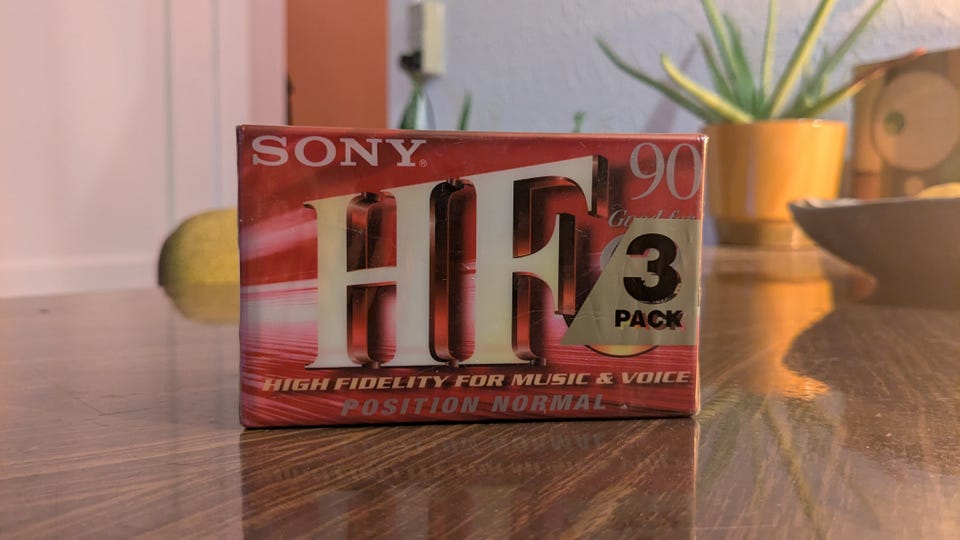 SONY®
HF
90
3
PACK
HIGH FIDELITY FOR MUSIC & VOICE
POSITION NORMAL